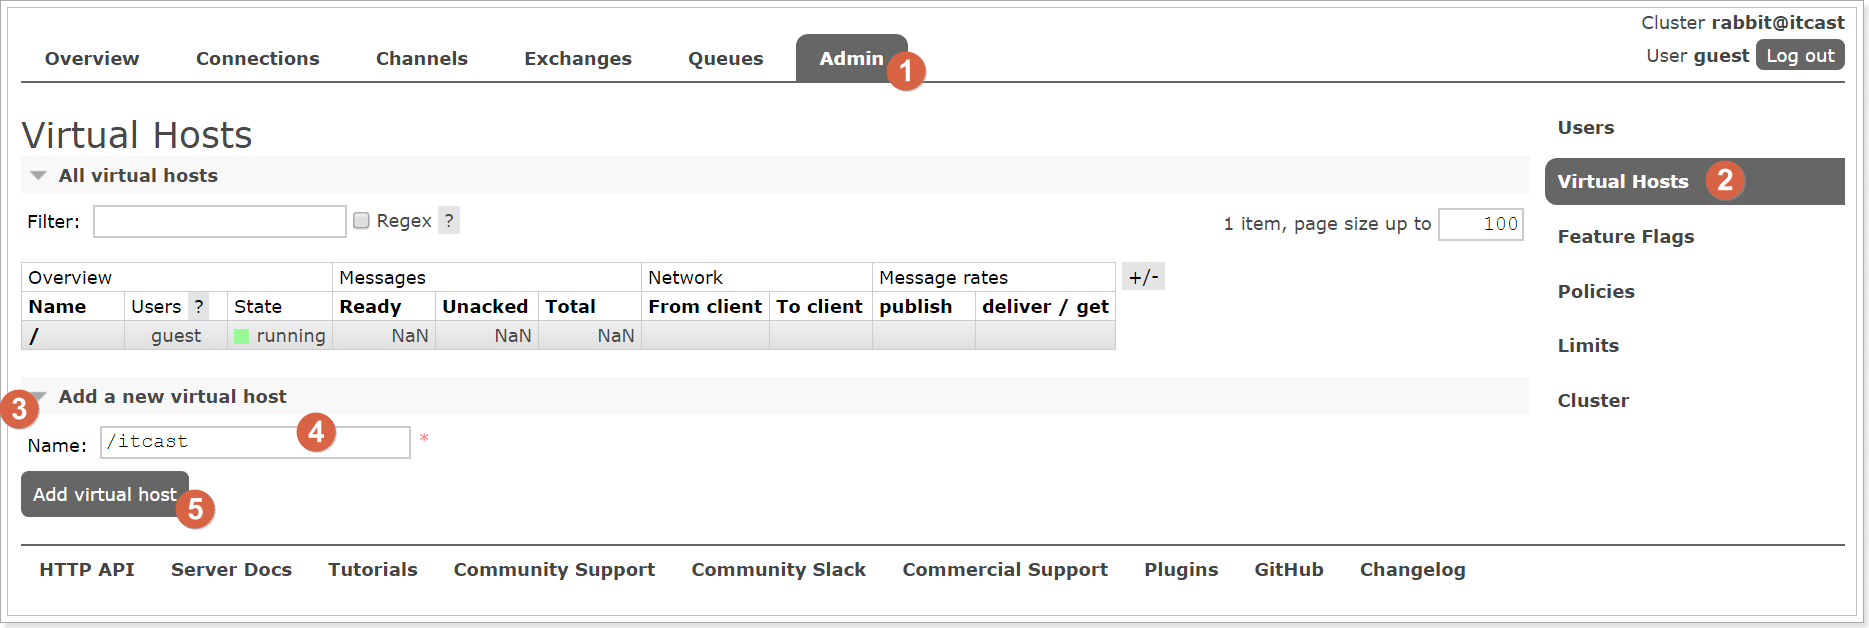 Cluster rabbit@itcast
Overview Connections Channels Exchanges Queues Admin 1
User guest Log out
Virtual Hosts
Users
All virtual hosts
Virtual Hosts 2
Filter: Regex ?
1 item, page size up to 100
Feature Flags
Overview Messages Network Message rates +/-
Policies
Name Users ? State Ready Unacked Total From client To client publish deliver / get
/ guest running NaN NaN NaN
Limits
3 Add a new virtual host
Cluster
Name: /itcast 4 *
Add virtual host 5
HTTP API Server Docs Tutorials Community Support Community Slack Commercial Support Plugins GitHub Changelog